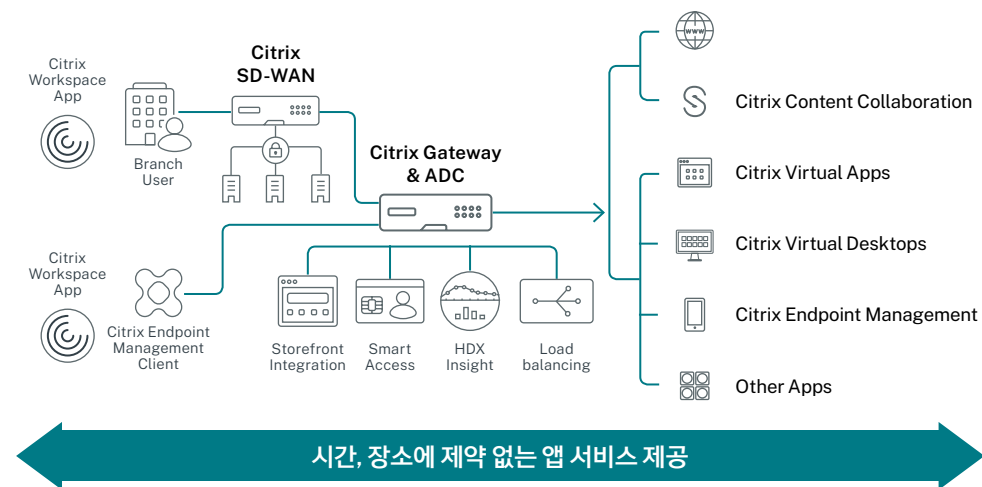 Citrix
SD-WAN
Citrix
Workspace
App
Branch
User
Citrix Gateway
& ADC
Citrix
Workspace
App
Citrix Endpoint
Management
Client
Storefront
Integration
Smart
Access
HDX
Insight
Load
balancing
www
Citrix Content Collaboration
Citrix Virtual Apps
Citrix Virtual Desktops
Citrix Endpoint Management
Other Apps
시간, 장소에 제약 없는 앱 서비스 제공